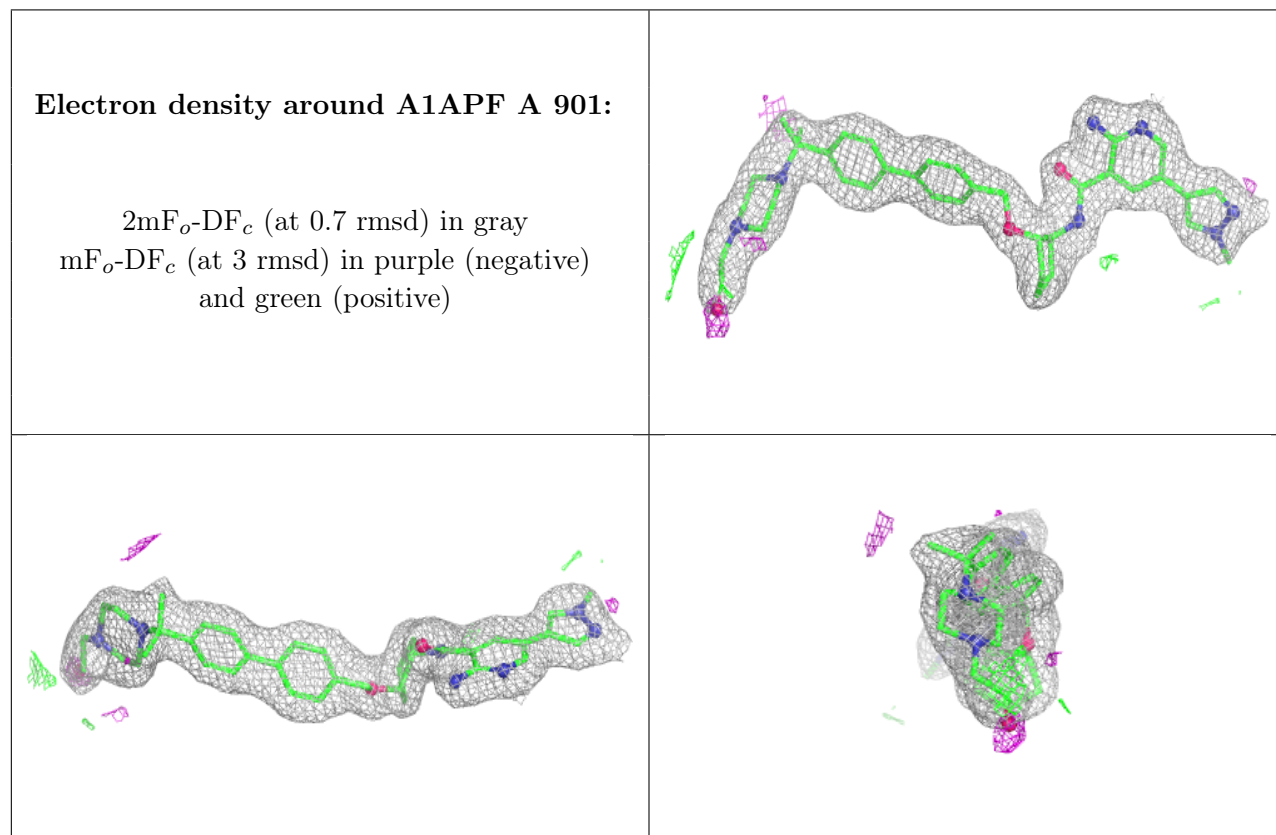 Electron density around A1APF A 901:
2mFo-DFc (at 0.7 rmsd) in gray
mFo-DFc (at 3 rmsd) in purple (negative)
and green (positive)